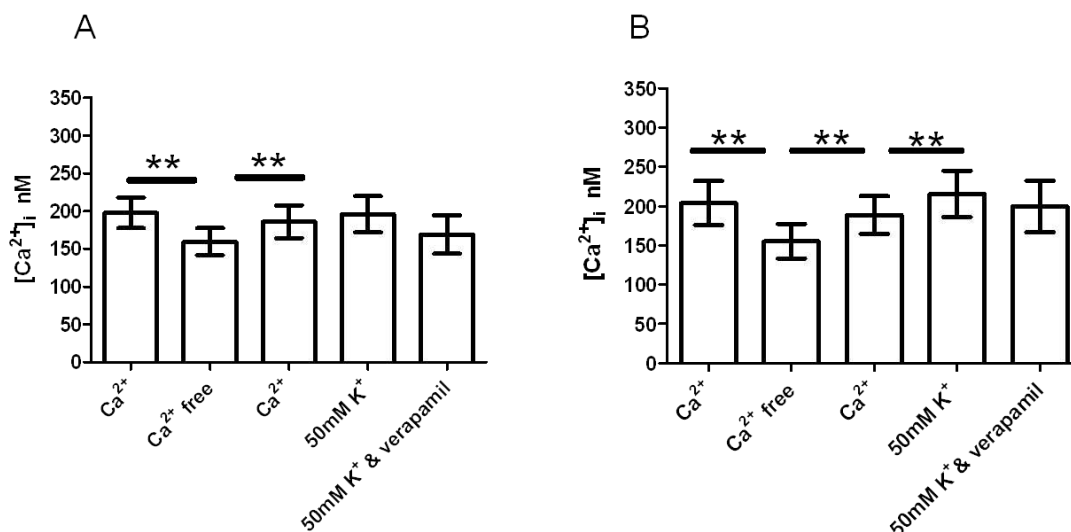 A
350
300
250
200
150
100
50
0
[Ca²⁺]ᵢ nM
**
**
Ca²⁺
Ca²⁺ free
Ca²⁺
50mM K⁺
50mM K⁺ & verapamil
B
350
300
250
200
150
100
50
0
[Ca²⁺]ᵢ nM
**
**
**
Ca²⁺
Ca²⁺ free
Ca²⁺
50mM K⁺
50mM K⁺ & verapamil